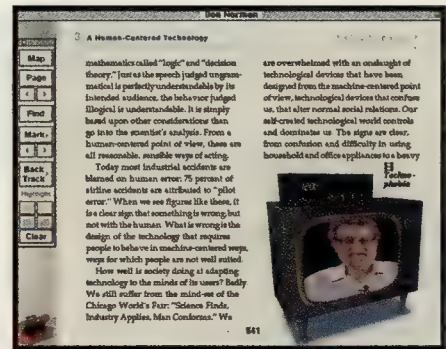 Don Norman
3 A Human-Centered Technology
Map
Page
Find
Mark
Back
Track
Highlight
Clear
mathematics called "logic" and "decision
theory." Just as the speech judged ungram-
matical is perfectly understandable by its
intended audience, the behavior judged
illogical is understandable. It is simply
based upon other considerations than
go into the scientist's analysis. From a
human-centered point of view, these are
all reasonable, sensible ways of acting.
Today most industrial accidents are
blamed on human error: 75 percent of
airline accidents are attributed to "pilot
error." When we see figures like these, it
is a clear sign that something is wrong, but
not with the human. What is wrong is the
design of the technology that requires
people to behave in machine-centered ways,
ways for which people are not well suited.
How well is society doing at adapting
technology to the minds of its users? Badly.
We still suffer from the mind-set of the
Chicago World's Fair: "Science Finds,
Industry Applies, Man Conforms." We
are overwhelmed with an onslaught of
technological devices that have been
designed from the machine-centered point
of view, technological devices that confuse
us, that alter normal social relations. Our
self-created technological world controls
and dominates us. The signs are clear,
from confusion and difficulty in using
household and office appliances to a heavy
Techno-
phobia
541